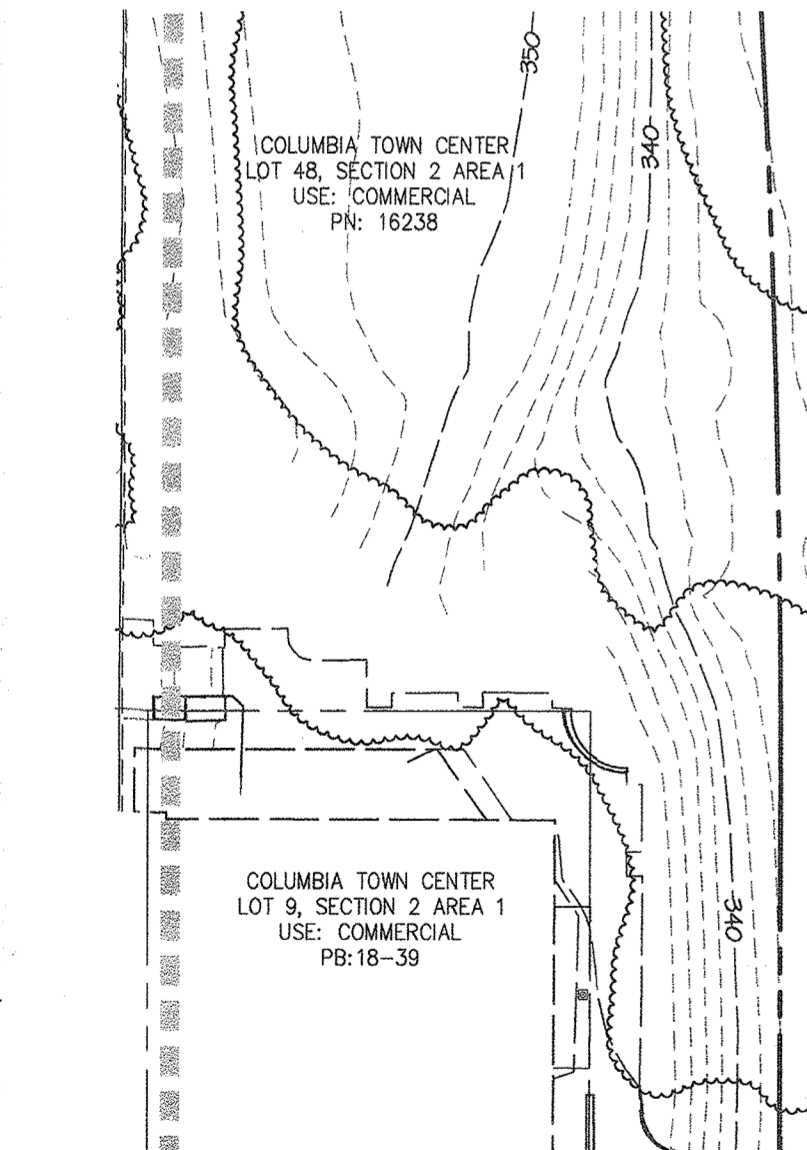 350
340
COLUMBIA TOWN CENTER
LOT 48, SECTION 2 AREA 1
USE: COMMERCIAL
PN: 16238
COLUMBIA TOWN CENTER
LOT 9, SECTION 2 AREA 1
USE: COMMERCIAL
PB:18-39
340